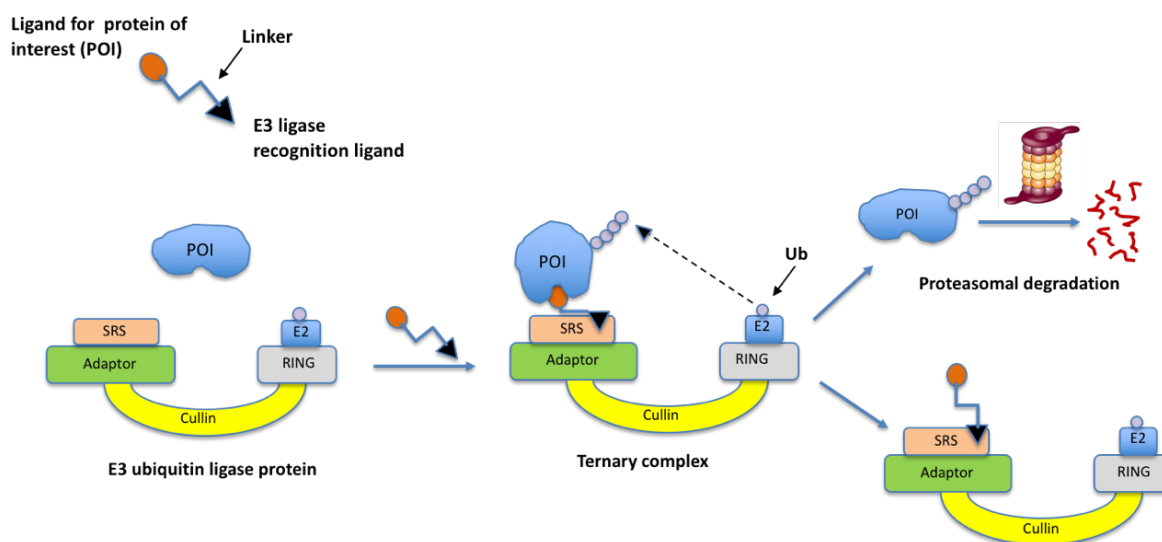 Ligand for protein of
interest (POI)
Linker
E3 ligase
recognition ligand
POI
SRS
Adaptor
E2
RING
Cullin
E3 ubiquitin ligase protein
POI
SRS
Adaptor
Ub
E2
RING
Cullin
Ternary complex
POI
Proteasomal degradation
SRS
Adaptor
E2
RING
Cullin